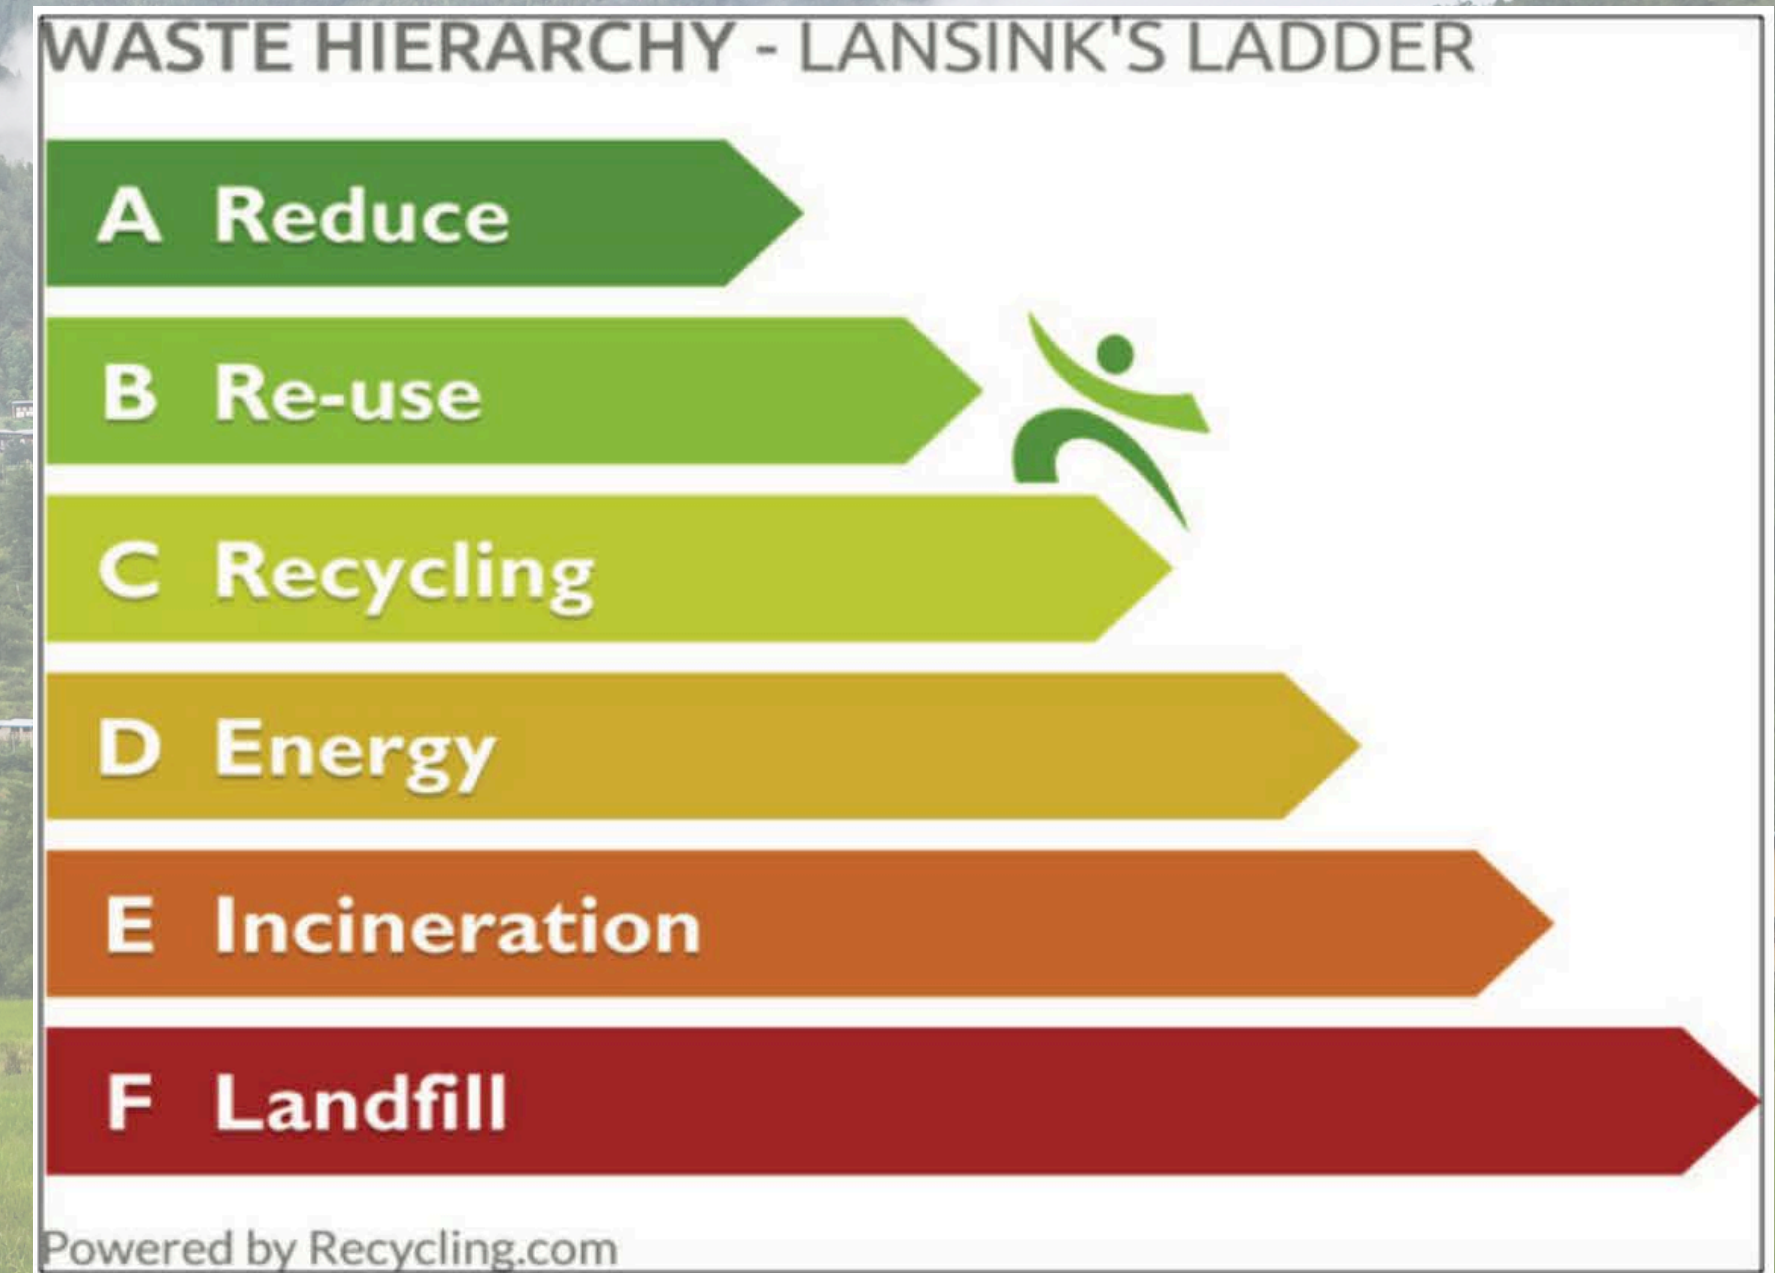 WASTE HIERARCHY - LANSINK'S LADDER
A Reduce
B Re-use
C Recycling
D Energy
E Incineration
F Landfill
Powered by Recycling.com